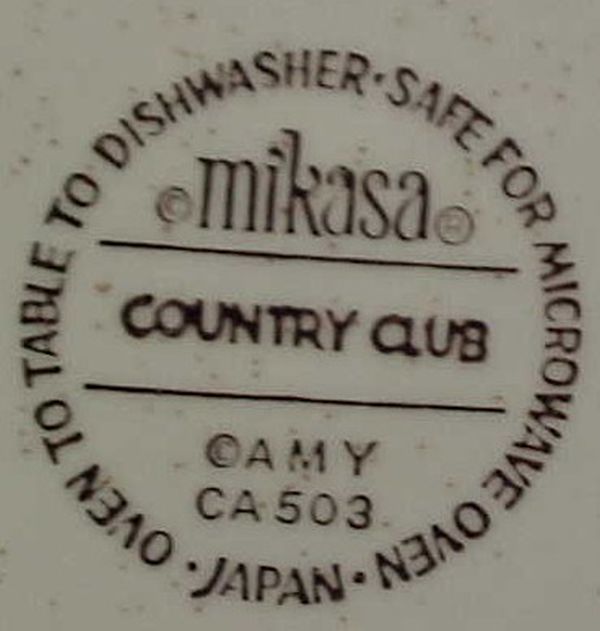 OVEN TO TABLE TO DISHWASHER·SAFE FOR MICROWAVE OVEN·JAPAN·
©mikasa®
COUNTRY CLUB
©AMY
CA 503